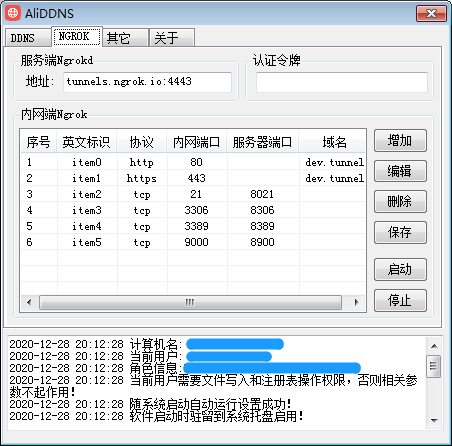 AliDDNS
DDNS NGROK 其它 关于
服务端Ngrokd 认证令牌
地址: tunnels.ngrok.io:4443
内网端Ngrok
序号 英文标识 协议 内网端口 服务器端口 域名
1 item0 http 80 dev.tunnel
2 item1 https 443 dev.tunnel
3 item2 tcp 21 8021
4 item3 tcp 3306 8306
5 item4 tcp 3389 8389
6 item5 tcp 9000 8900
增加
编辑
删除
保存
启动
停止
2020-12-28 20:12:28 计算机名:
2020-12-28 20:12:28 当前用户:
2020-12-28 20:12:28 角色信息:
2020-12-28 20:12:28 当前用户需要文件写入和注册表操作权限，否则相关参
数不起作用!
2020-12-28 20:12:28 随系统启动自动运行设置成功!
2020-12-28 20:12:28 软件启动时驻留到系统托盘启用!